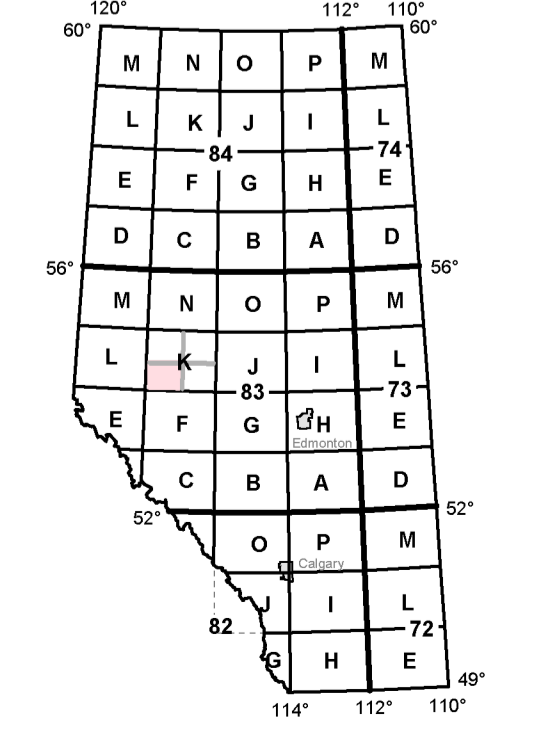 120° 112° 110°
60° 60°
M N O P M
L K J I L
84 74
E F G H E
D C B A D
56° 56°
M N O P M
L K J I L
83 73
E F G H E
Edmonton
C B A D
52° 52°
O P M
Calgary
J I L
82 72
G H E
49°
114° 112° 110°